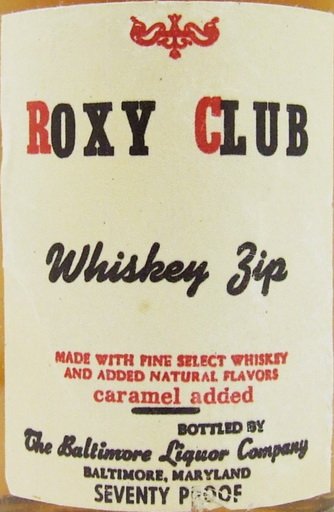 ROXY CLUB
Whiskey Zip
MADE WITH FINE SELECT WHISKEY
AND ADDED NATURAL FLAVORS
caramel added
BOTTLED BY
The Baltimore Liquor Company
BALTIMORE, MARYLAND
SEVENTY PROOF